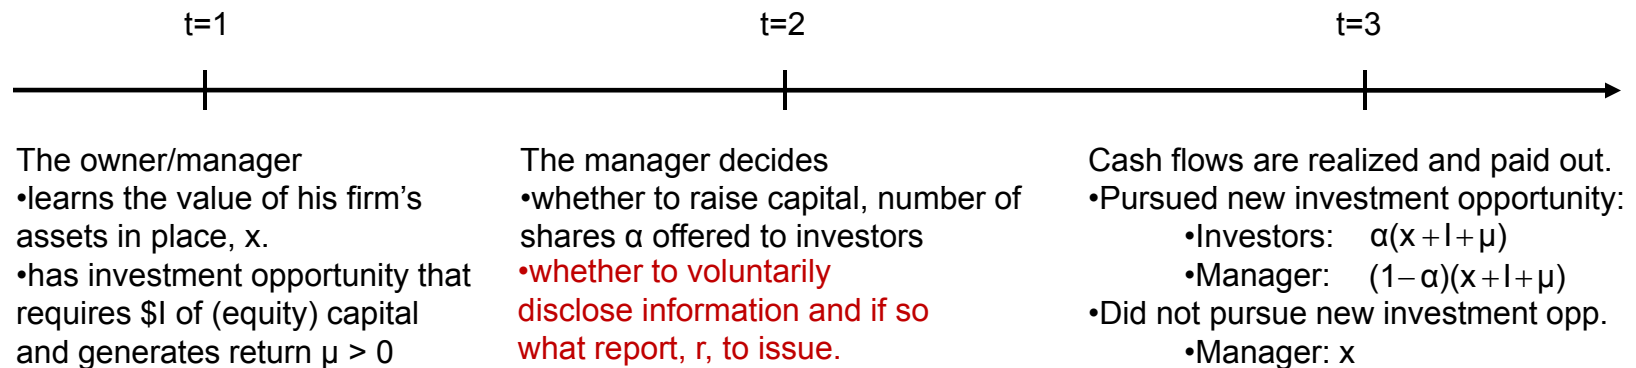 t=1
t=2
t=3
The owner/manager
•learns the value of his firm's
assets in place, x.
•has investment opportunity that
requires $I of (equity) capital
and generates return μ > 0
The manager decides
•whether to raise capital, number of
shares α offered to investors
•whether to voluntarily
disclose information and if so
what report, r, to issue.
Cash flows are realized and paid out.
•Pursued new investment opportunity:
•Investors: α(x+I+μ)
•Manager: (1−α)(x+I+μ)
•Did not pursue new investment opp.
•Manager: x